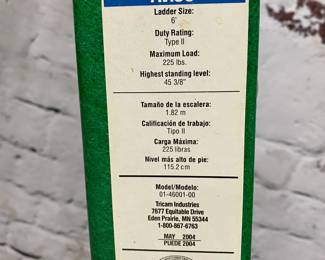 Ladder Size:
6'
Duty Rating:
Type II
Maximum Load:
225 lbs.
Highest standing level:
45 3/8"
Tamaño de la escalera:
1.82 m
Calificación de trabajo:
Tipo II
Carga Máxima:
225 libras
Nivel más alto de pie:
115.2 cm
Model/Modelo:
01-46001-00
Tricam Industries
7677 Equitable Drive
Eden Prairie, MN 55344
1-800-867-6763
MAY 2004
PUEDE 2004